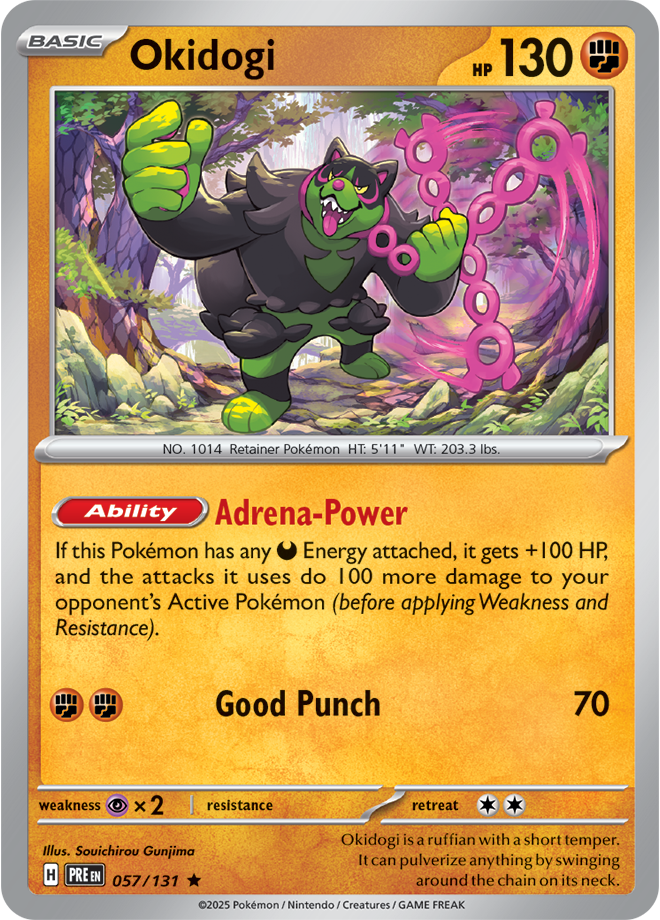 BASIC
Okidogi
HP 130
NO. 1014 Retainer Pokémon HT: 5'11" WT: 203.3 lbs.
Ability Adrena-Power
If this Pokémon has any Energy attached, it gets +100 HP,
and the attacks it uses do 100 more damage to your
opponent's Active Pokémon (before applying Weakness and
Resistance).
Good Punch 70
weakness ×2 resistance retreat
Illus. Souichirou Gunjima
Okidogi is a ruffian with a short temper.
It can pulverize anything by swinging
around the chain on its neck.
H PRE EN 057/131 ★
©2025 Pokémon / Nintendo / Creatures / GAME FREAK